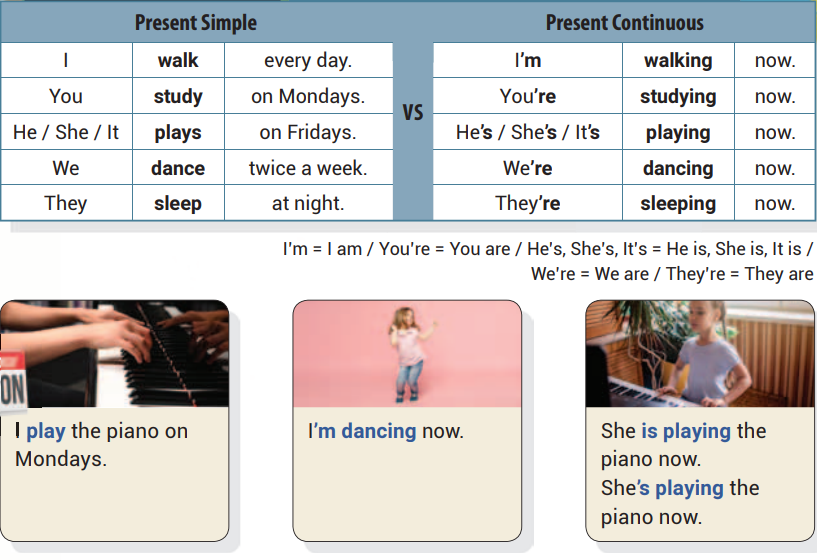 Present Simple
VS
Present Continuous
I walk every day.
I'm walking now.
You study on Mondays.
You're studying now.
He / She / It plays on Fridays.
He's / She's / It's playing now.
We dance twice a week.
We're dancing now.
They sleep at night.
They're sleeping now.
I'm = I am / You're = You are / He's, She's, It's = He is, She is, It is /
We're = We are / They're = They are
ON
I play the piano on
Mondays.
I'm dancing now.
She is playing the
piano now.
She's playing the
piano now.